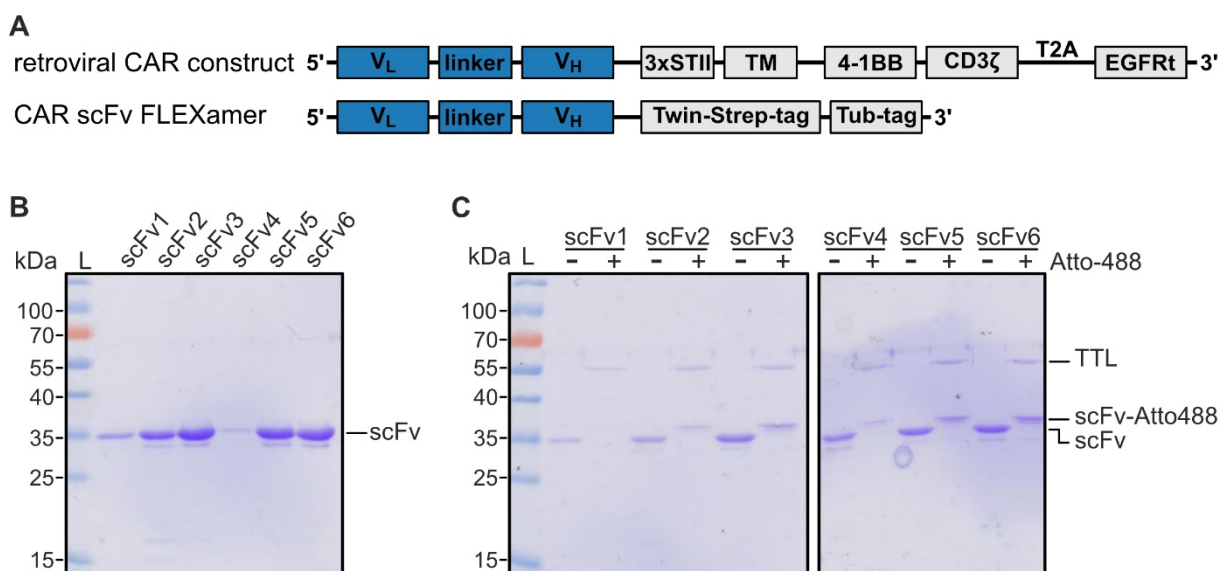 A
retroviral CAR construct 5' VL linker VH 3xSTII TM 4-1BB CD3ζ T2A EGFRt 3'
CAR scFv FLEXamer 5' VL linker VH Twin-Strep-tag Tub-tag 3'
B
kDa L scFv1 scFv2 scFv3 scFv4 scFv5 scFv6
100-
70-
55-
40-
35-
25-
15-
scFv
C
scFv1 scFv2 scFv3 scFv4 scFv5 scFv6
kDa L - + - + - + - + - + - + Atto-488
100-
70-
55-
40-
35-
25-
15-
TTL
scFv-Atto488
scFv